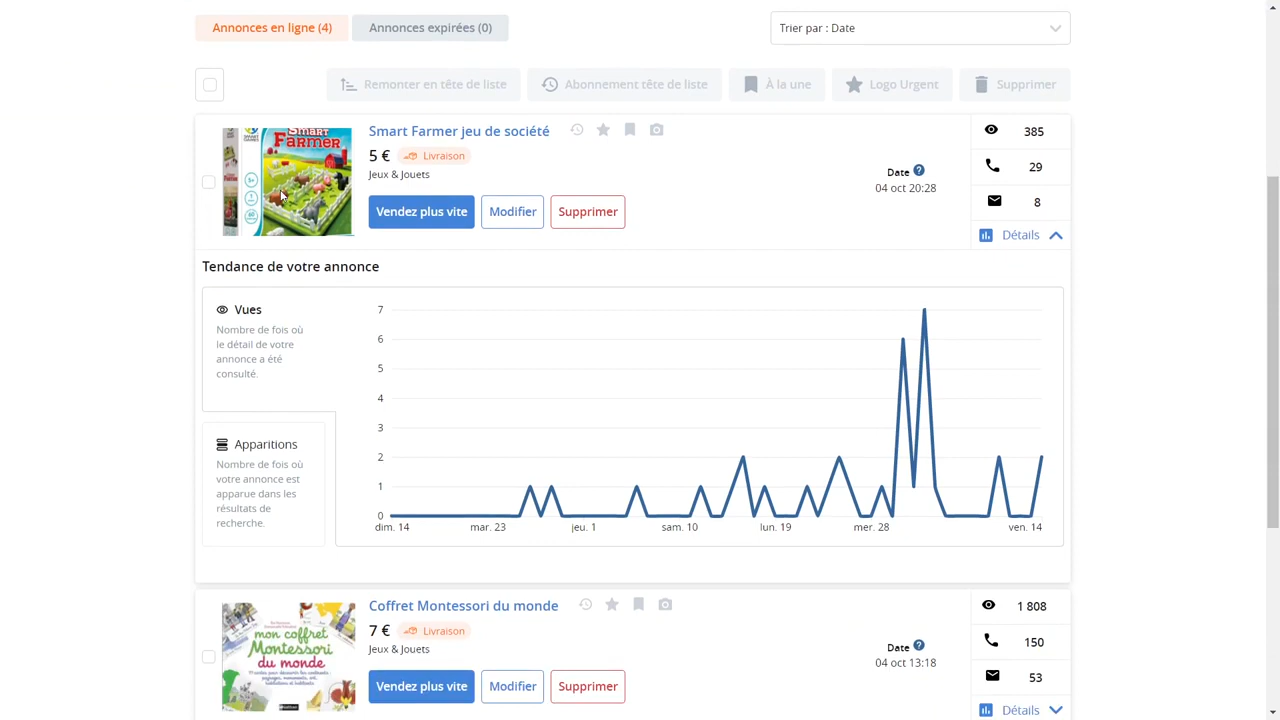 Annonces en ligne (4)
Annonces expirées (0)
Trier par : Date
Remonter en tête de liste
Abonnement tête de liste
À la une
Logo Urgent
Supprimer
SMART
FARMER
Smart Farmer jeu de société
5 €
Livraison
Jeux & Jouets
Vendez plus vite
Modifier
Supprimer
Date
04 oct 20:28
385
29
8
Détails
Tendance de votre annonce
Vues
Nombre de fois où
le détail de votre
annonce a été
consulté.
Apparitions
Nombre de fois où
votre annonce est
apparue dans les
résultats de
recherche.
7
6
5
4
3
2
1
0
dim. 14
mar. 23
jeu. 1
sam. 10
lun. 19
mer. 28
ven. 14
mon coffret
Montessori
du monde
Coffret Montessori du monde
7 €
Livraison
Jeux & Jouets
Vendez plus vite
Modifier
Supprimer
Date
04 oct 13:18
1 808
150
53
Détails